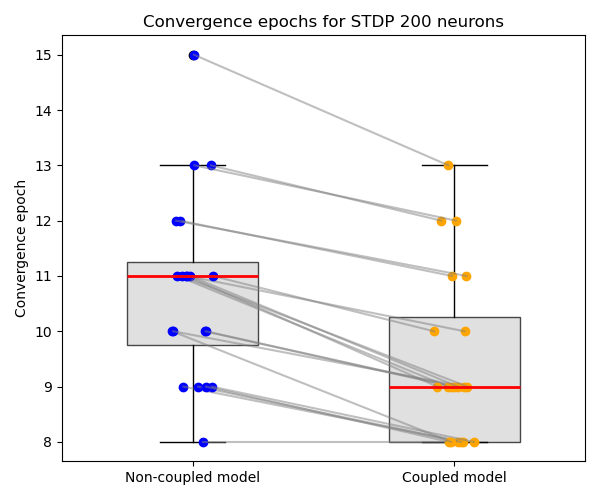 Convergence epochs for STDP 200 neurons
Convergence epoch
15
14
13
12
11
10
9
8
Non-coupled model
Coupled model